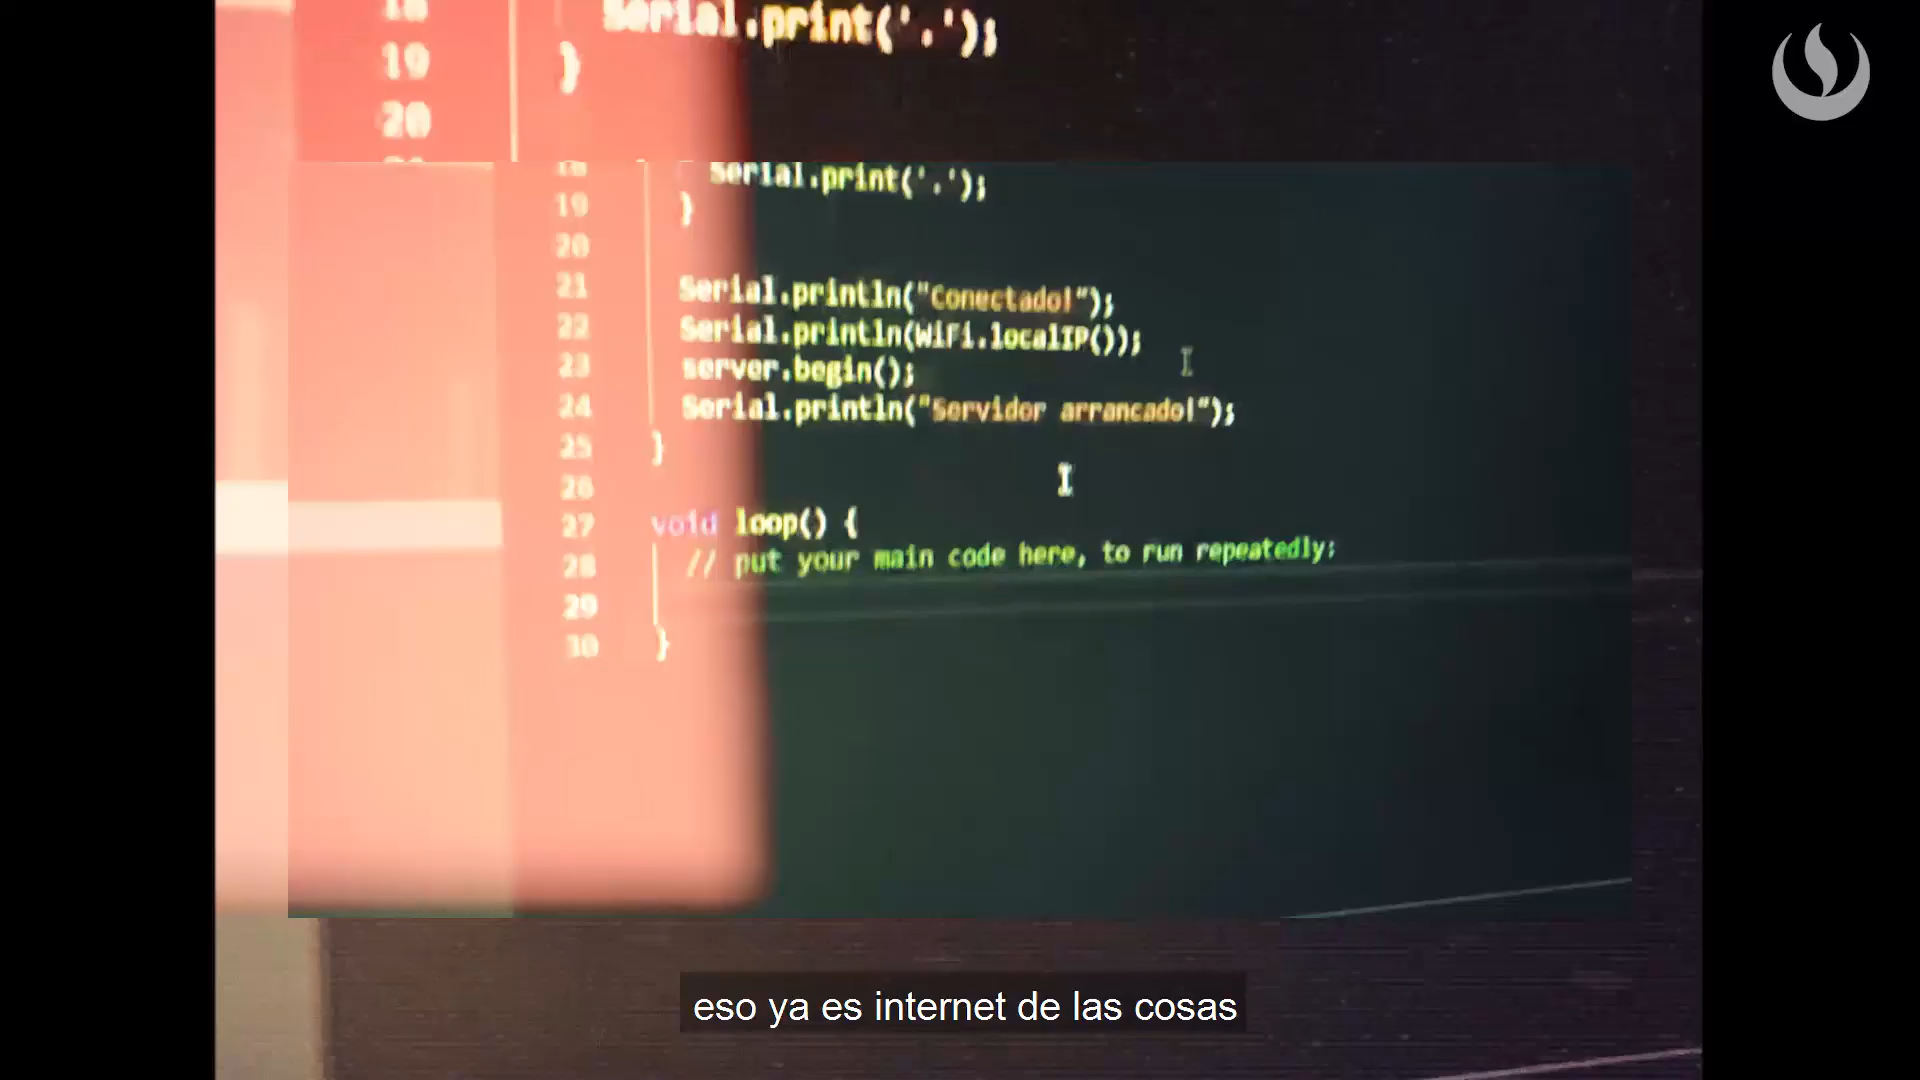 18 Serial.print('.');
19 }
20
18 Serial.print('.');
19 }
20
21 Serial.println("Conectado!");
22 Serial.println(WiFi.localIP());
23 server.begin();
24 Serial.println("Servidor arrancado!");
25 }
26
27 void loop() {
28 // put your main code here, to run repeatedly:
29
30 }
eso ya es internet de las cosas